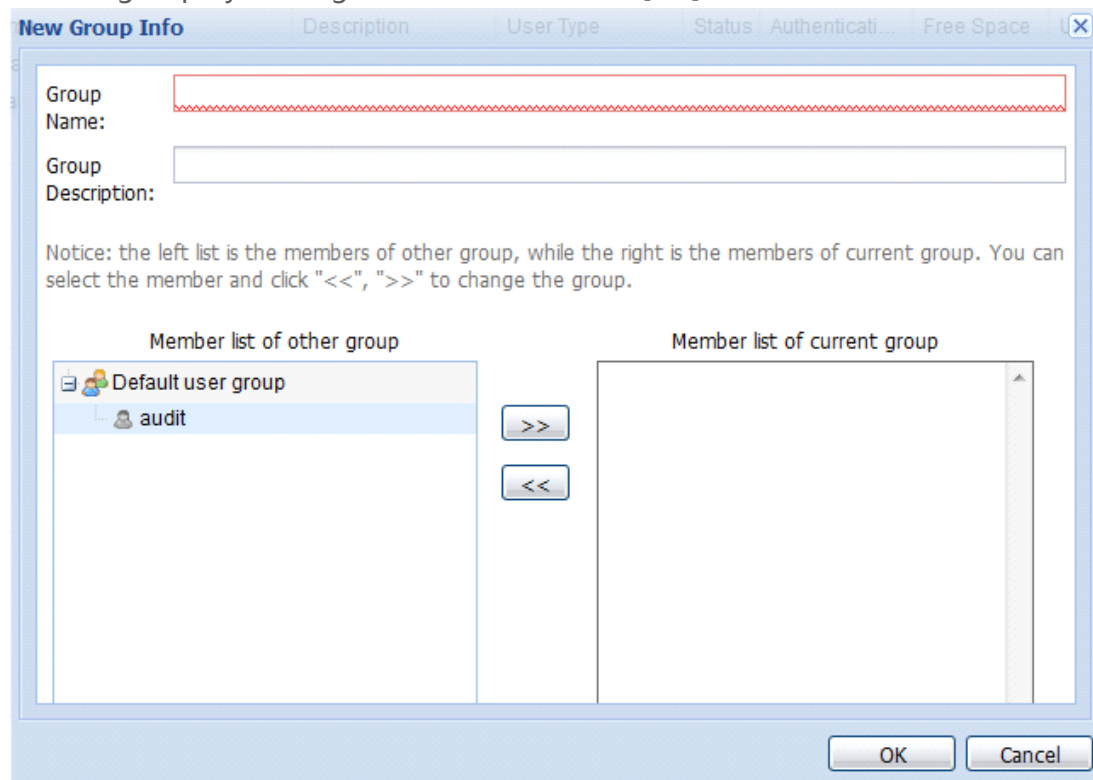 New Group Info
Description User Type Status Authenticati... Free Space
Group
Name:
Group
Description:
Notice: the left list is the members of other group, while the right is the members of current group. You can
select the member and click "<<", ">>" to change the group.
Member list of other group Member list of current group
Default user group
audit
>>
<<
OK Cancel